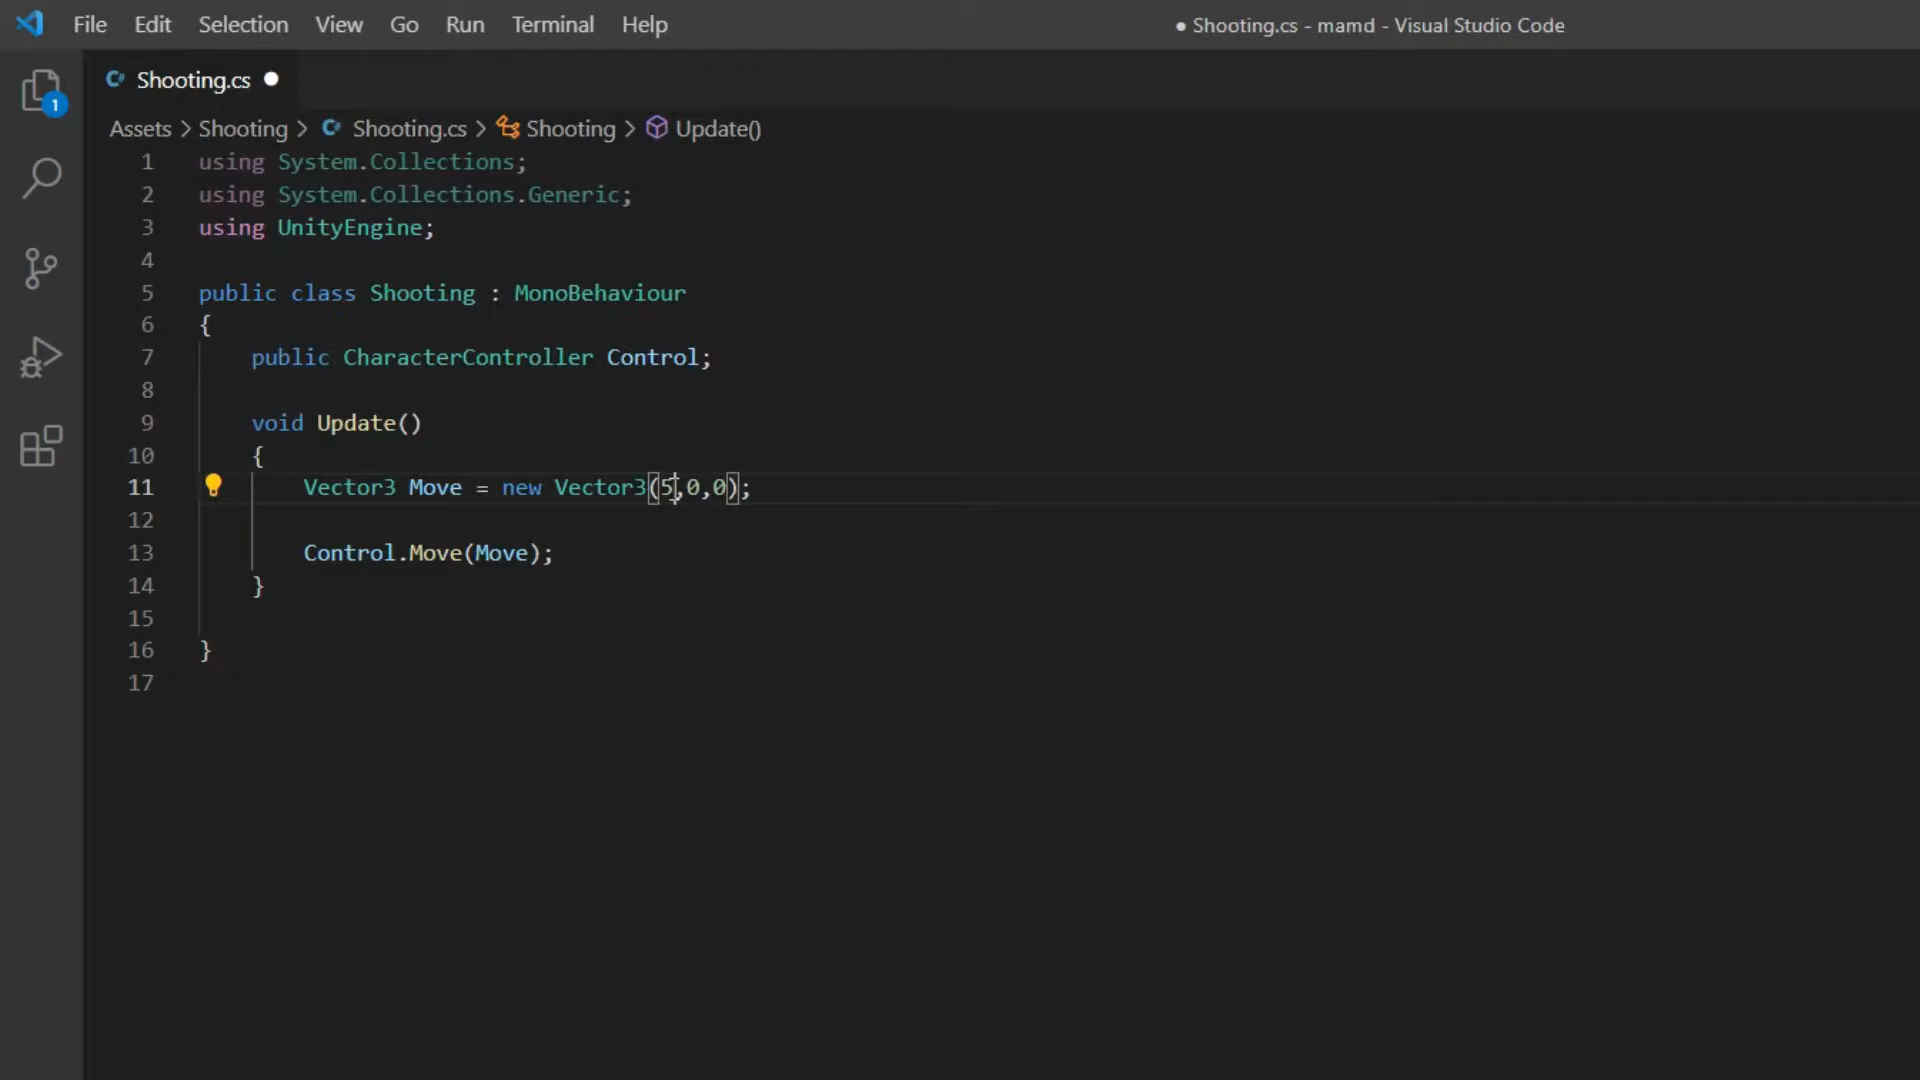 File Edit Selection View Go Run Terminal Help ● Shooting.cs - mamd - Visual Studio Code
Shooting.cs ●
1
Assets > Shooting > Shooting.cs > Shooting > Update()
1 using System.Collections;
2 using System.Collections.Generic;
3 using UnityEngine;
4
5 public class Shooting : MonoBehaviour
6 {
7 public CharacterController Control;
8
9 void Update()
10 {
11 Vector3 Move = new Vector3(5,0,0);
12
13 Control.Move(Move);
14 }
15
16 }
17